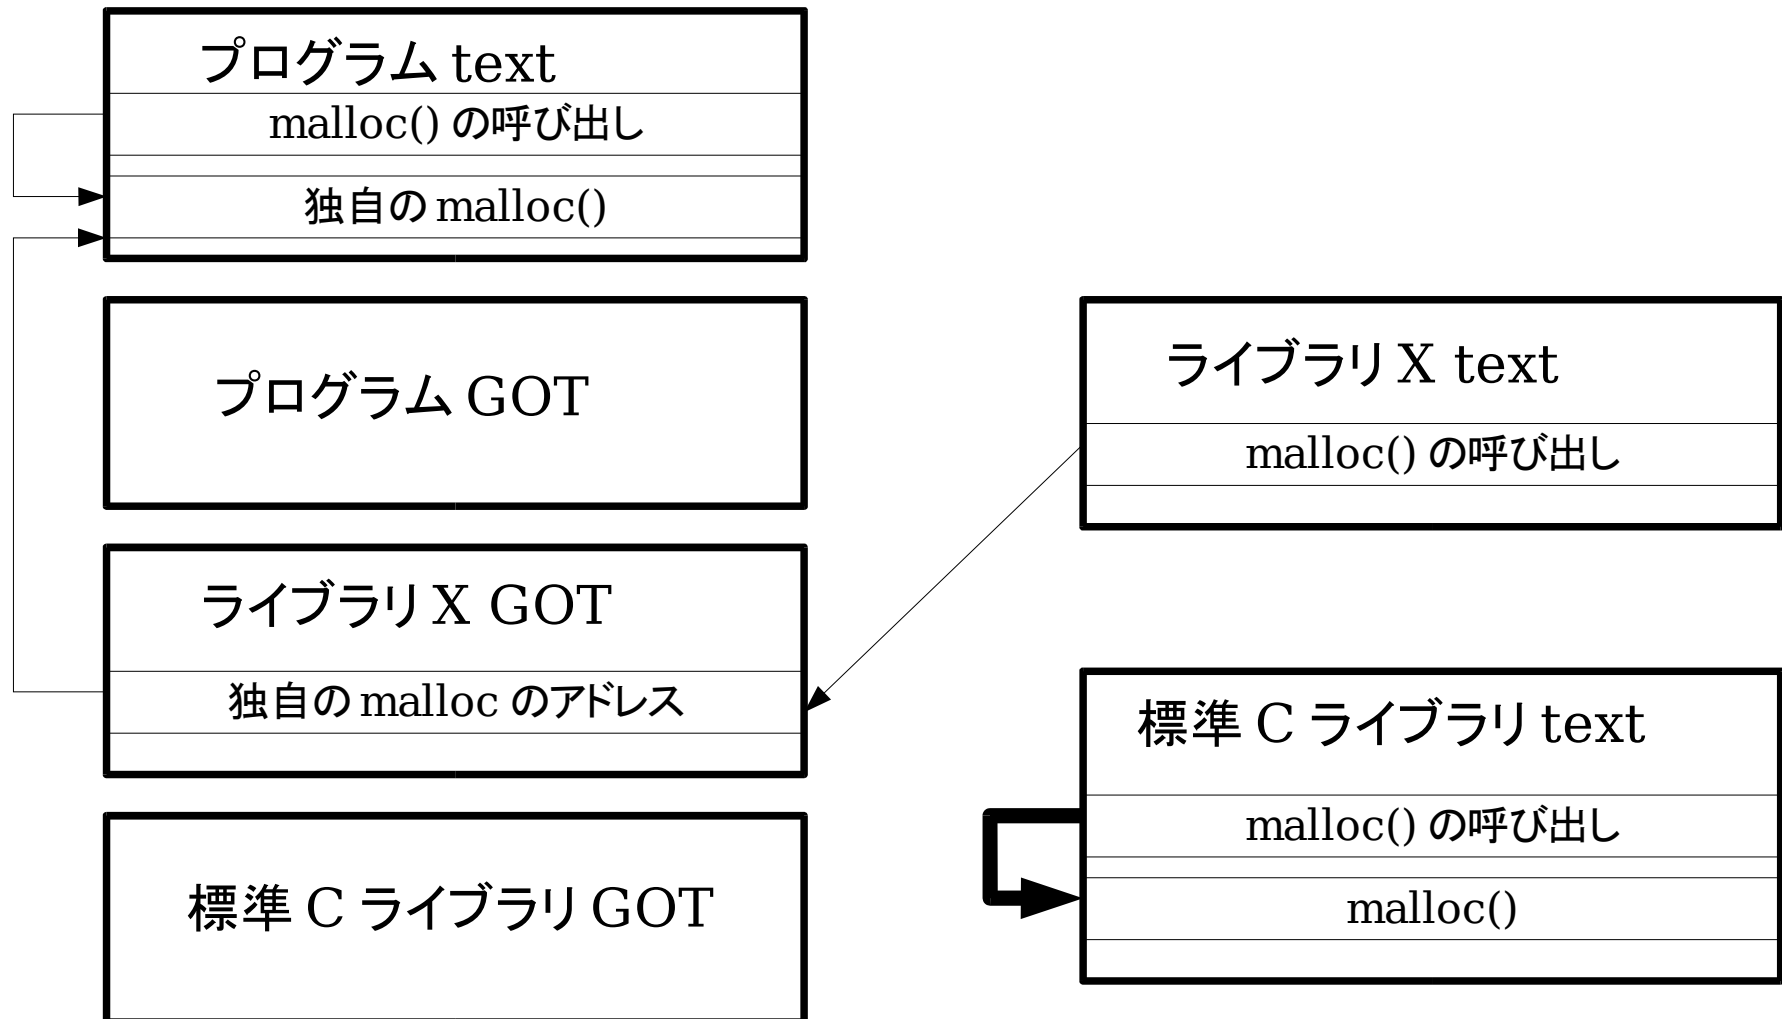 プログラム text
malloc() の呼び出し
独自の malloc()
プログラム GOT
ライブラリ X GOT
独自の malloc のアドレス
標準 C ライブラリ GOT
ライブラリ X text
malloc() の呼び出し
標準 C ライブラリ text
malloc() の呼び出し
malloc()